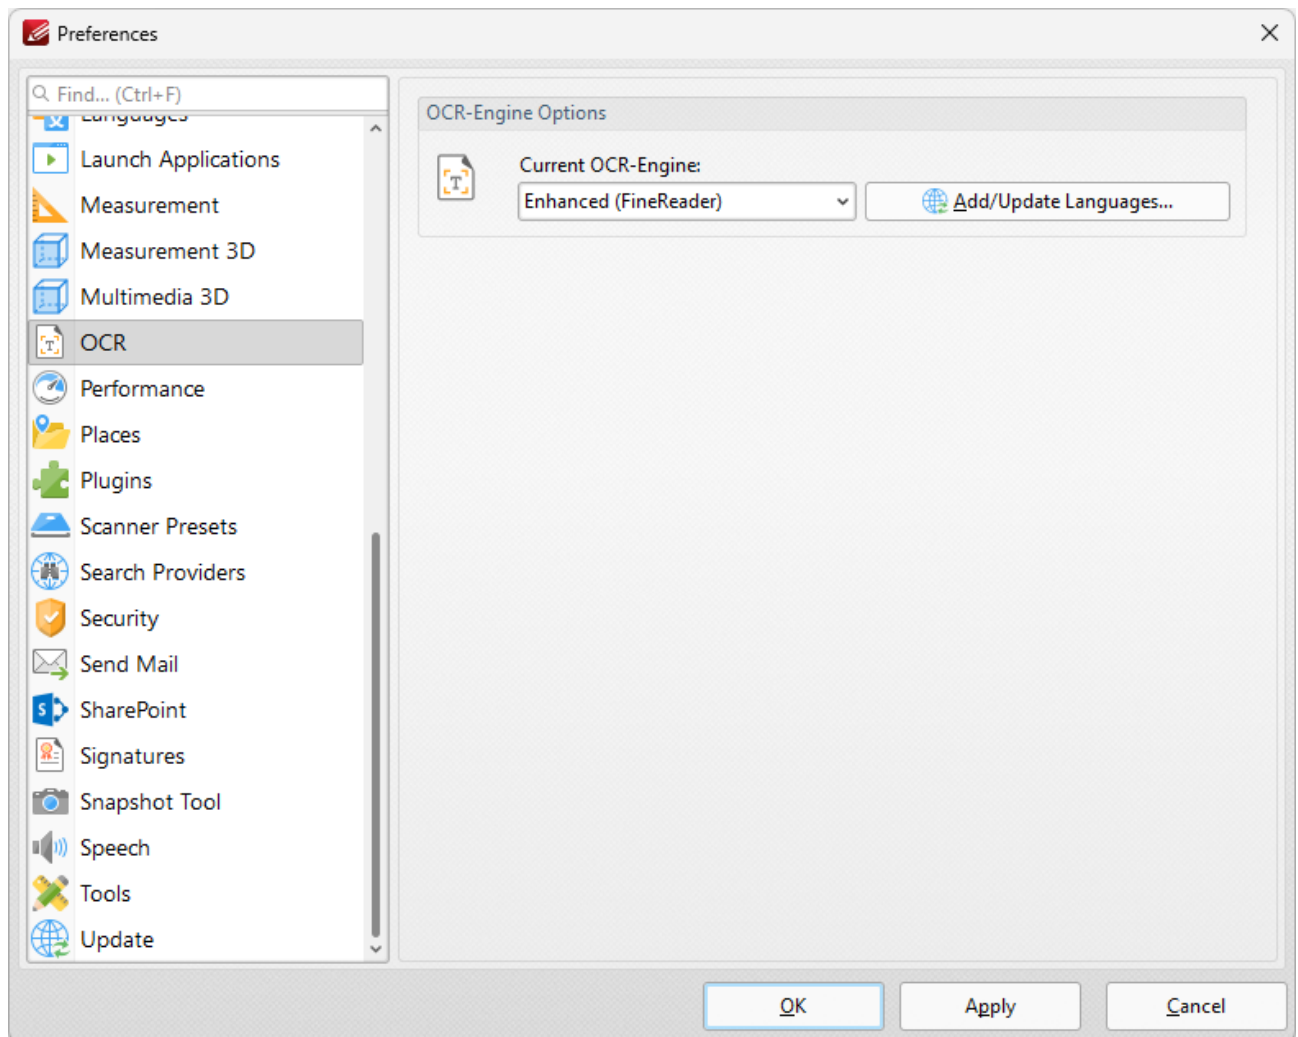 Preferences
Find... (Ctrl+F)
Languages
Launch Applications
Measurement
Measurement 3D
Multimedia 3D
OCR
Performance
Places
Plugins
Scanner Presets
Search Providers
Security
Send Mail
SharePoint
Signatures
Snapshot Tool
Speech
Tools
Update
OCR-Engine Options
Current OCR-Engine:
Enhanced (FineReader)
Add/Update Languages...
OK
Apply
Cancel